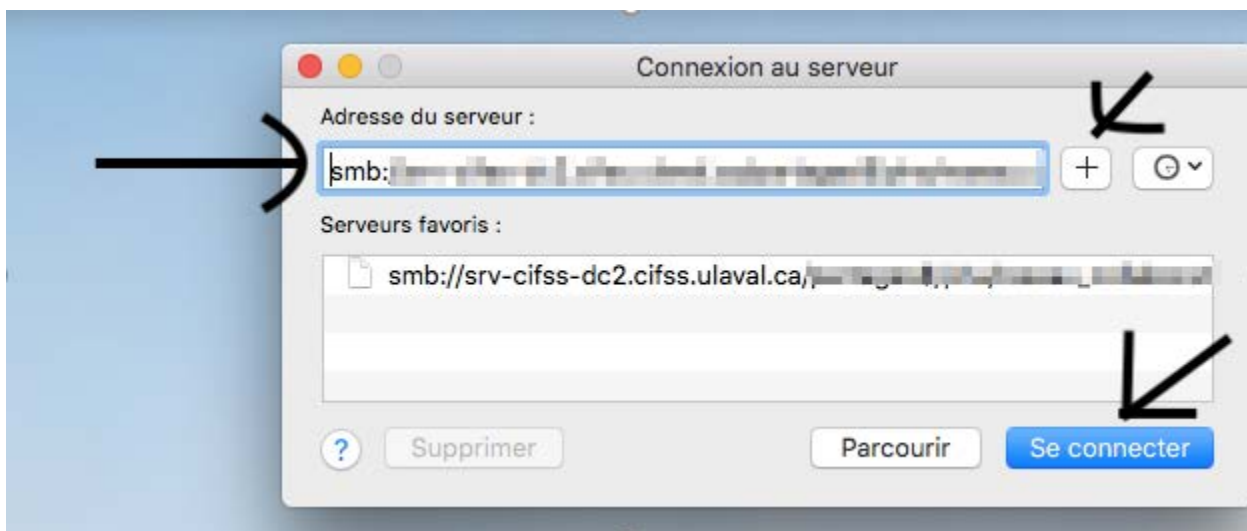 Connexion au serveur
Adresse du serveur :
smb:
Serveurs favoris :
smb://srv-cifss-dc2.cifss.ulaval.ca/
?
Supprimer
Parcourir
Se connecter